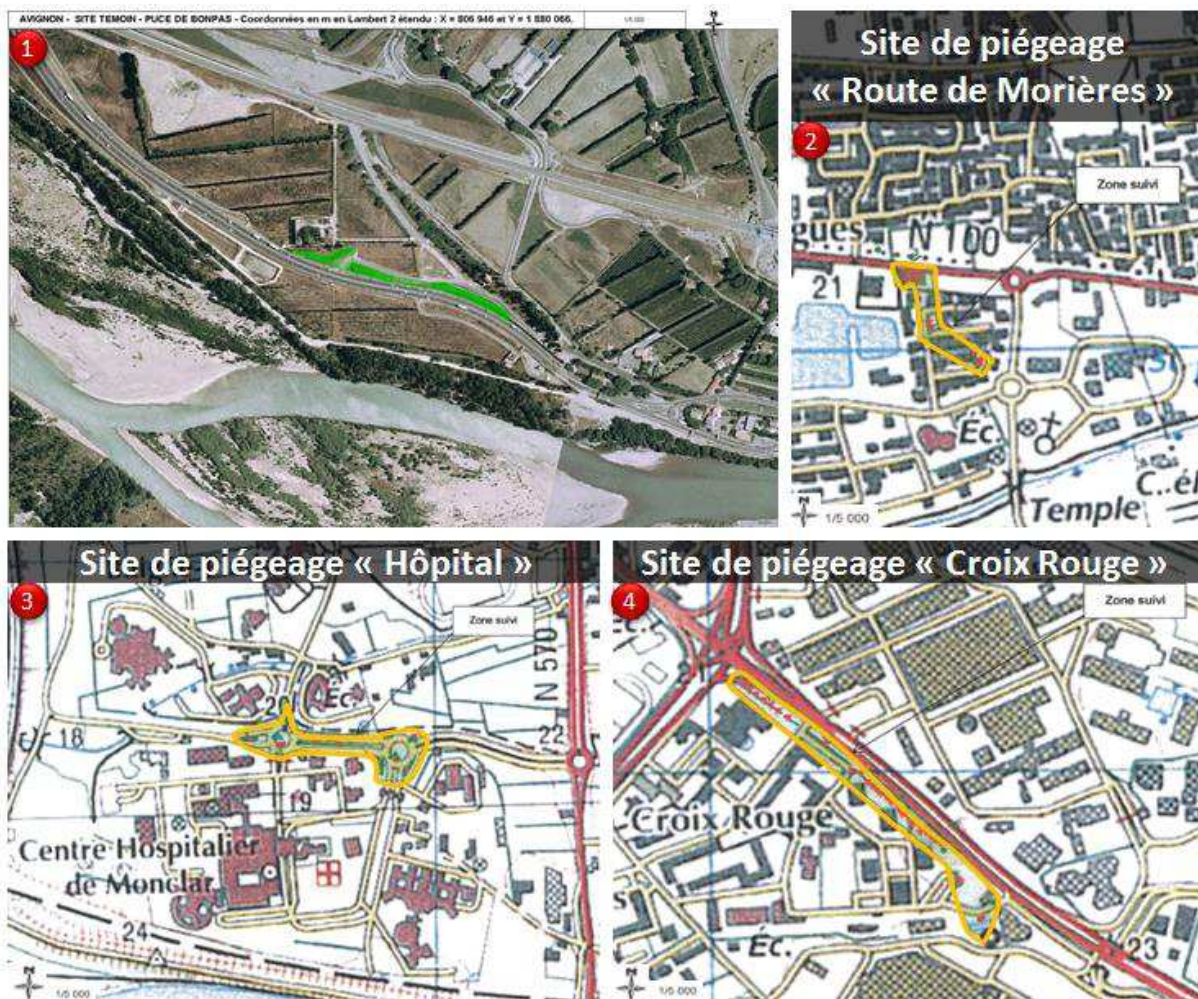 AVIGNON - SITE TEMOIN - PUCE DE BONPAS - Coordonnées en m en Lambert 2 étendu : X = 806 946 et Y = 1 880 066.
N
1
Site de piégeage
« Route de Morières »
2
Zone suivi
gues
N 100
21
Éc.
Temple
C..él
N
1/5 000
Site de piégeage « Hôpital »
3
Zone suivi
N 570
Éc.
18
22
19
Centre Hospitalier
de Monclar
24
N
1/5 000
Site de piégeage « Croix Rouge »
4
Zone suivi
Croix Rouge
Éc.
23
N
1/5 000